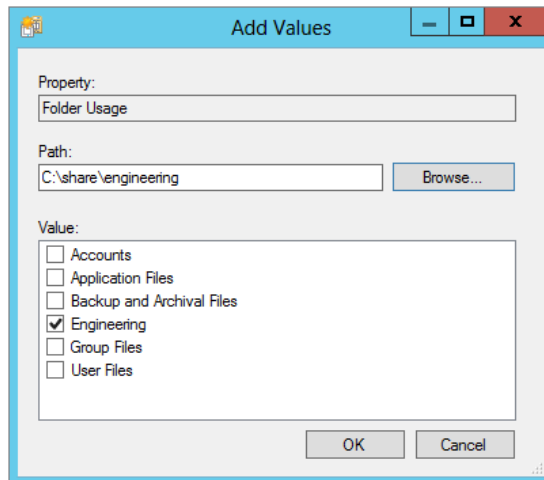 Add Values
Property:
Folder Usage
Path:
C:\share\engineering
Browse...
Value:
Accounts
Application Files
Backup and Archival Files
Engineering
Group Files
User Files
OK Cancel